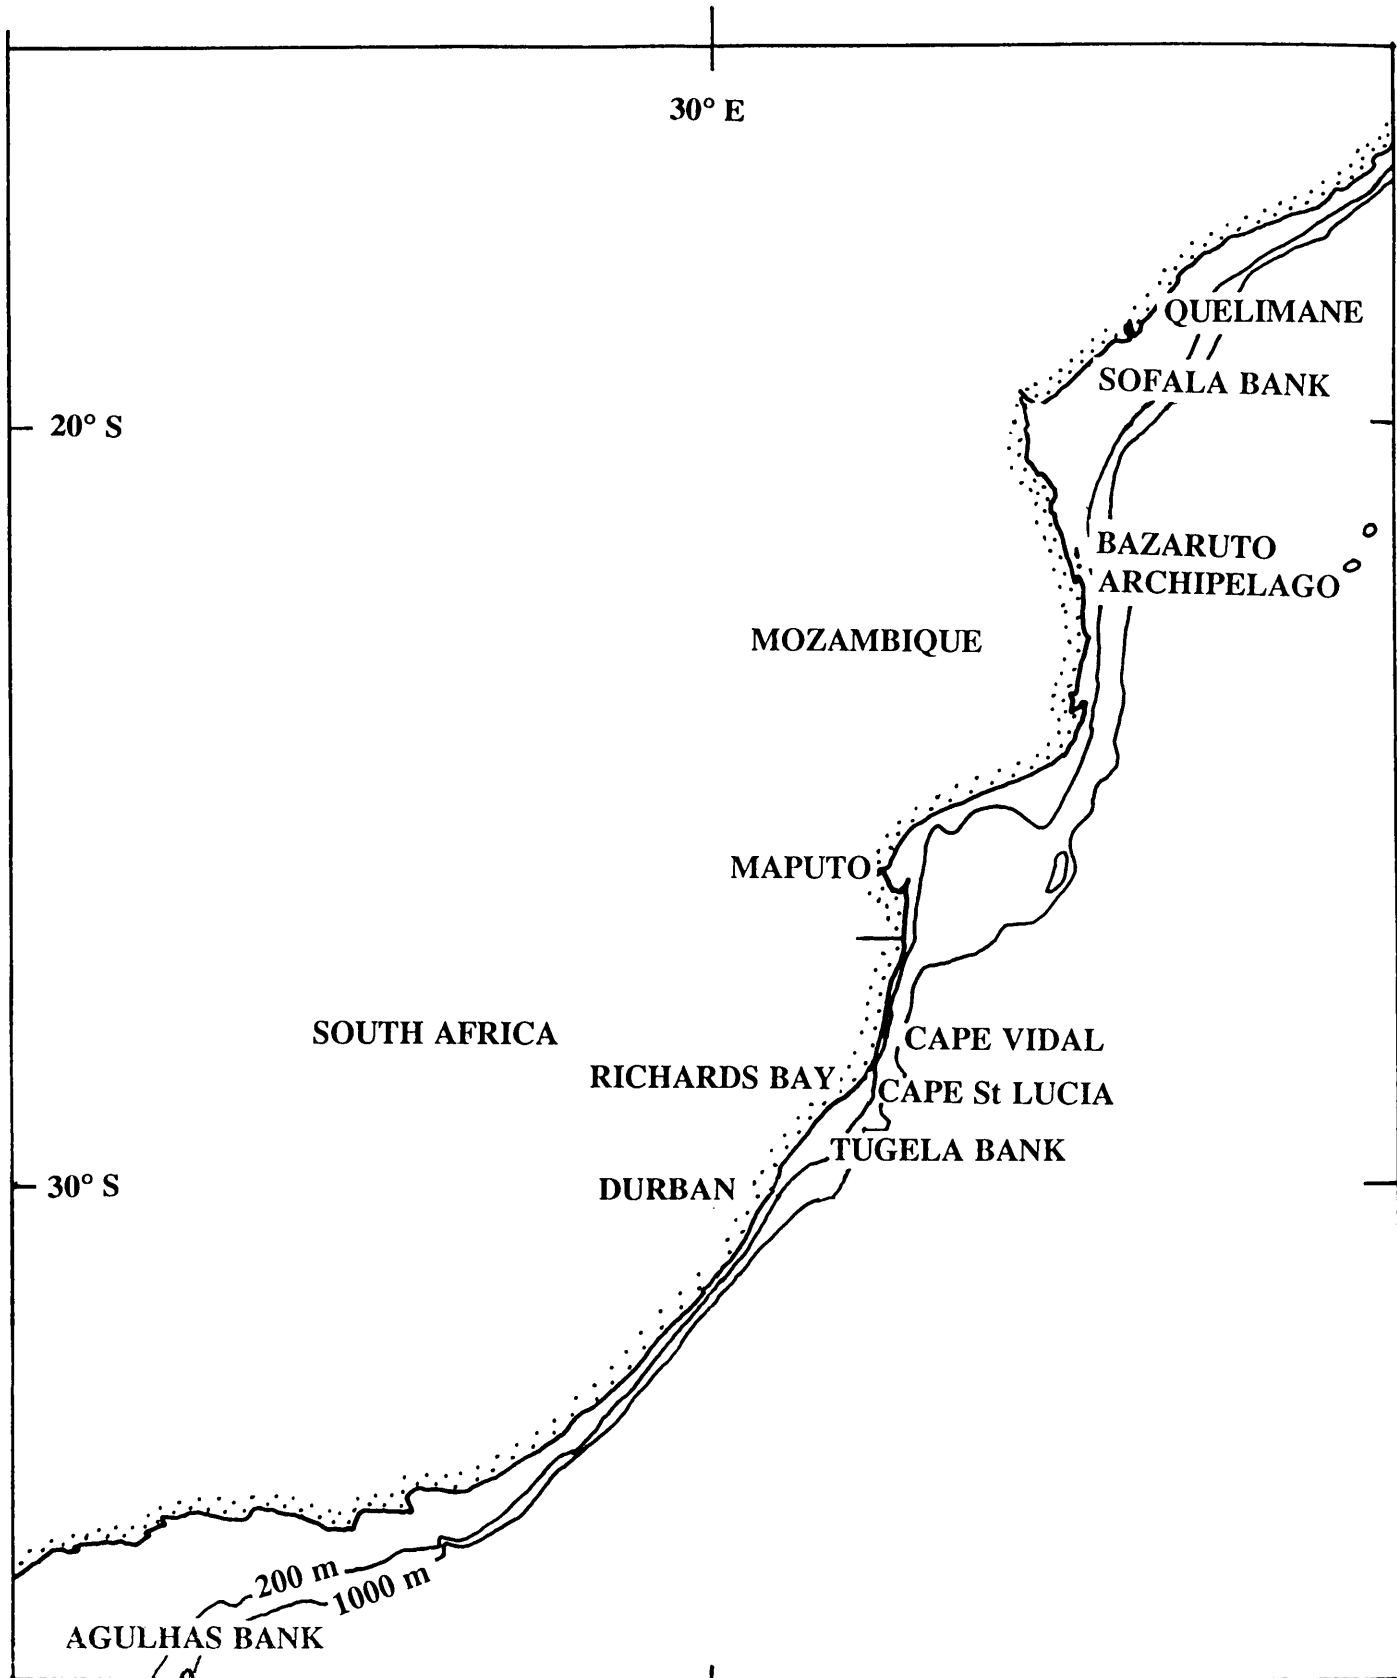 30° E
QUELIMANE
SOFALA BANK
20° S
BAZARUTO
ARCHIPELAGO
MOZAMBIQUE
MAPUTO
SOUTH AFRICA
CAPE VIDAL
RICHARDS BAY
CAPE St LUCIA
TUGELA BANK
30° S
DURBAN
200 m
1000 m
AGULHAS BANK